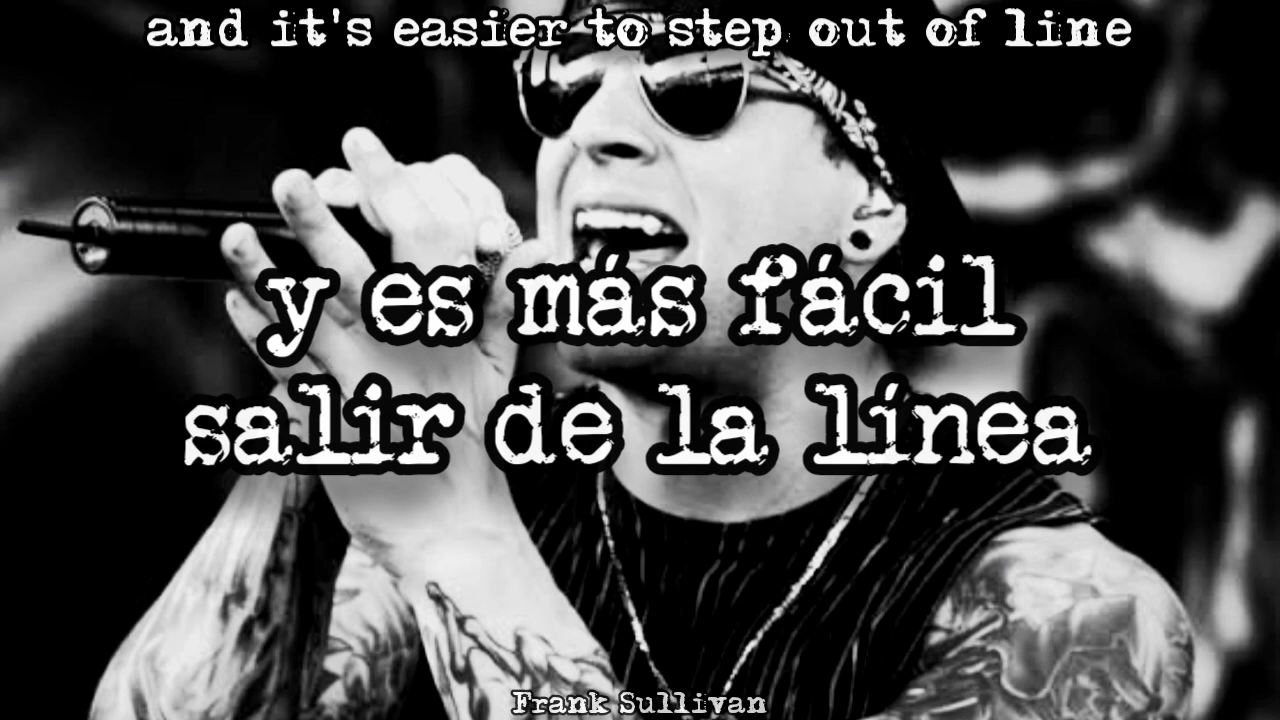 and it's easier to step out of line
y es más fácil
salir de la línea
Frank Sullivan